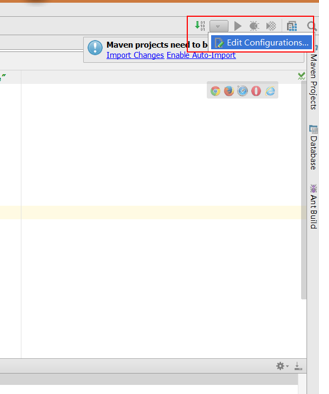 Edit Configurations...
Maven projects need to b
Import Changes Enable Auto-Import
Maven Projects
Database
Ant Build